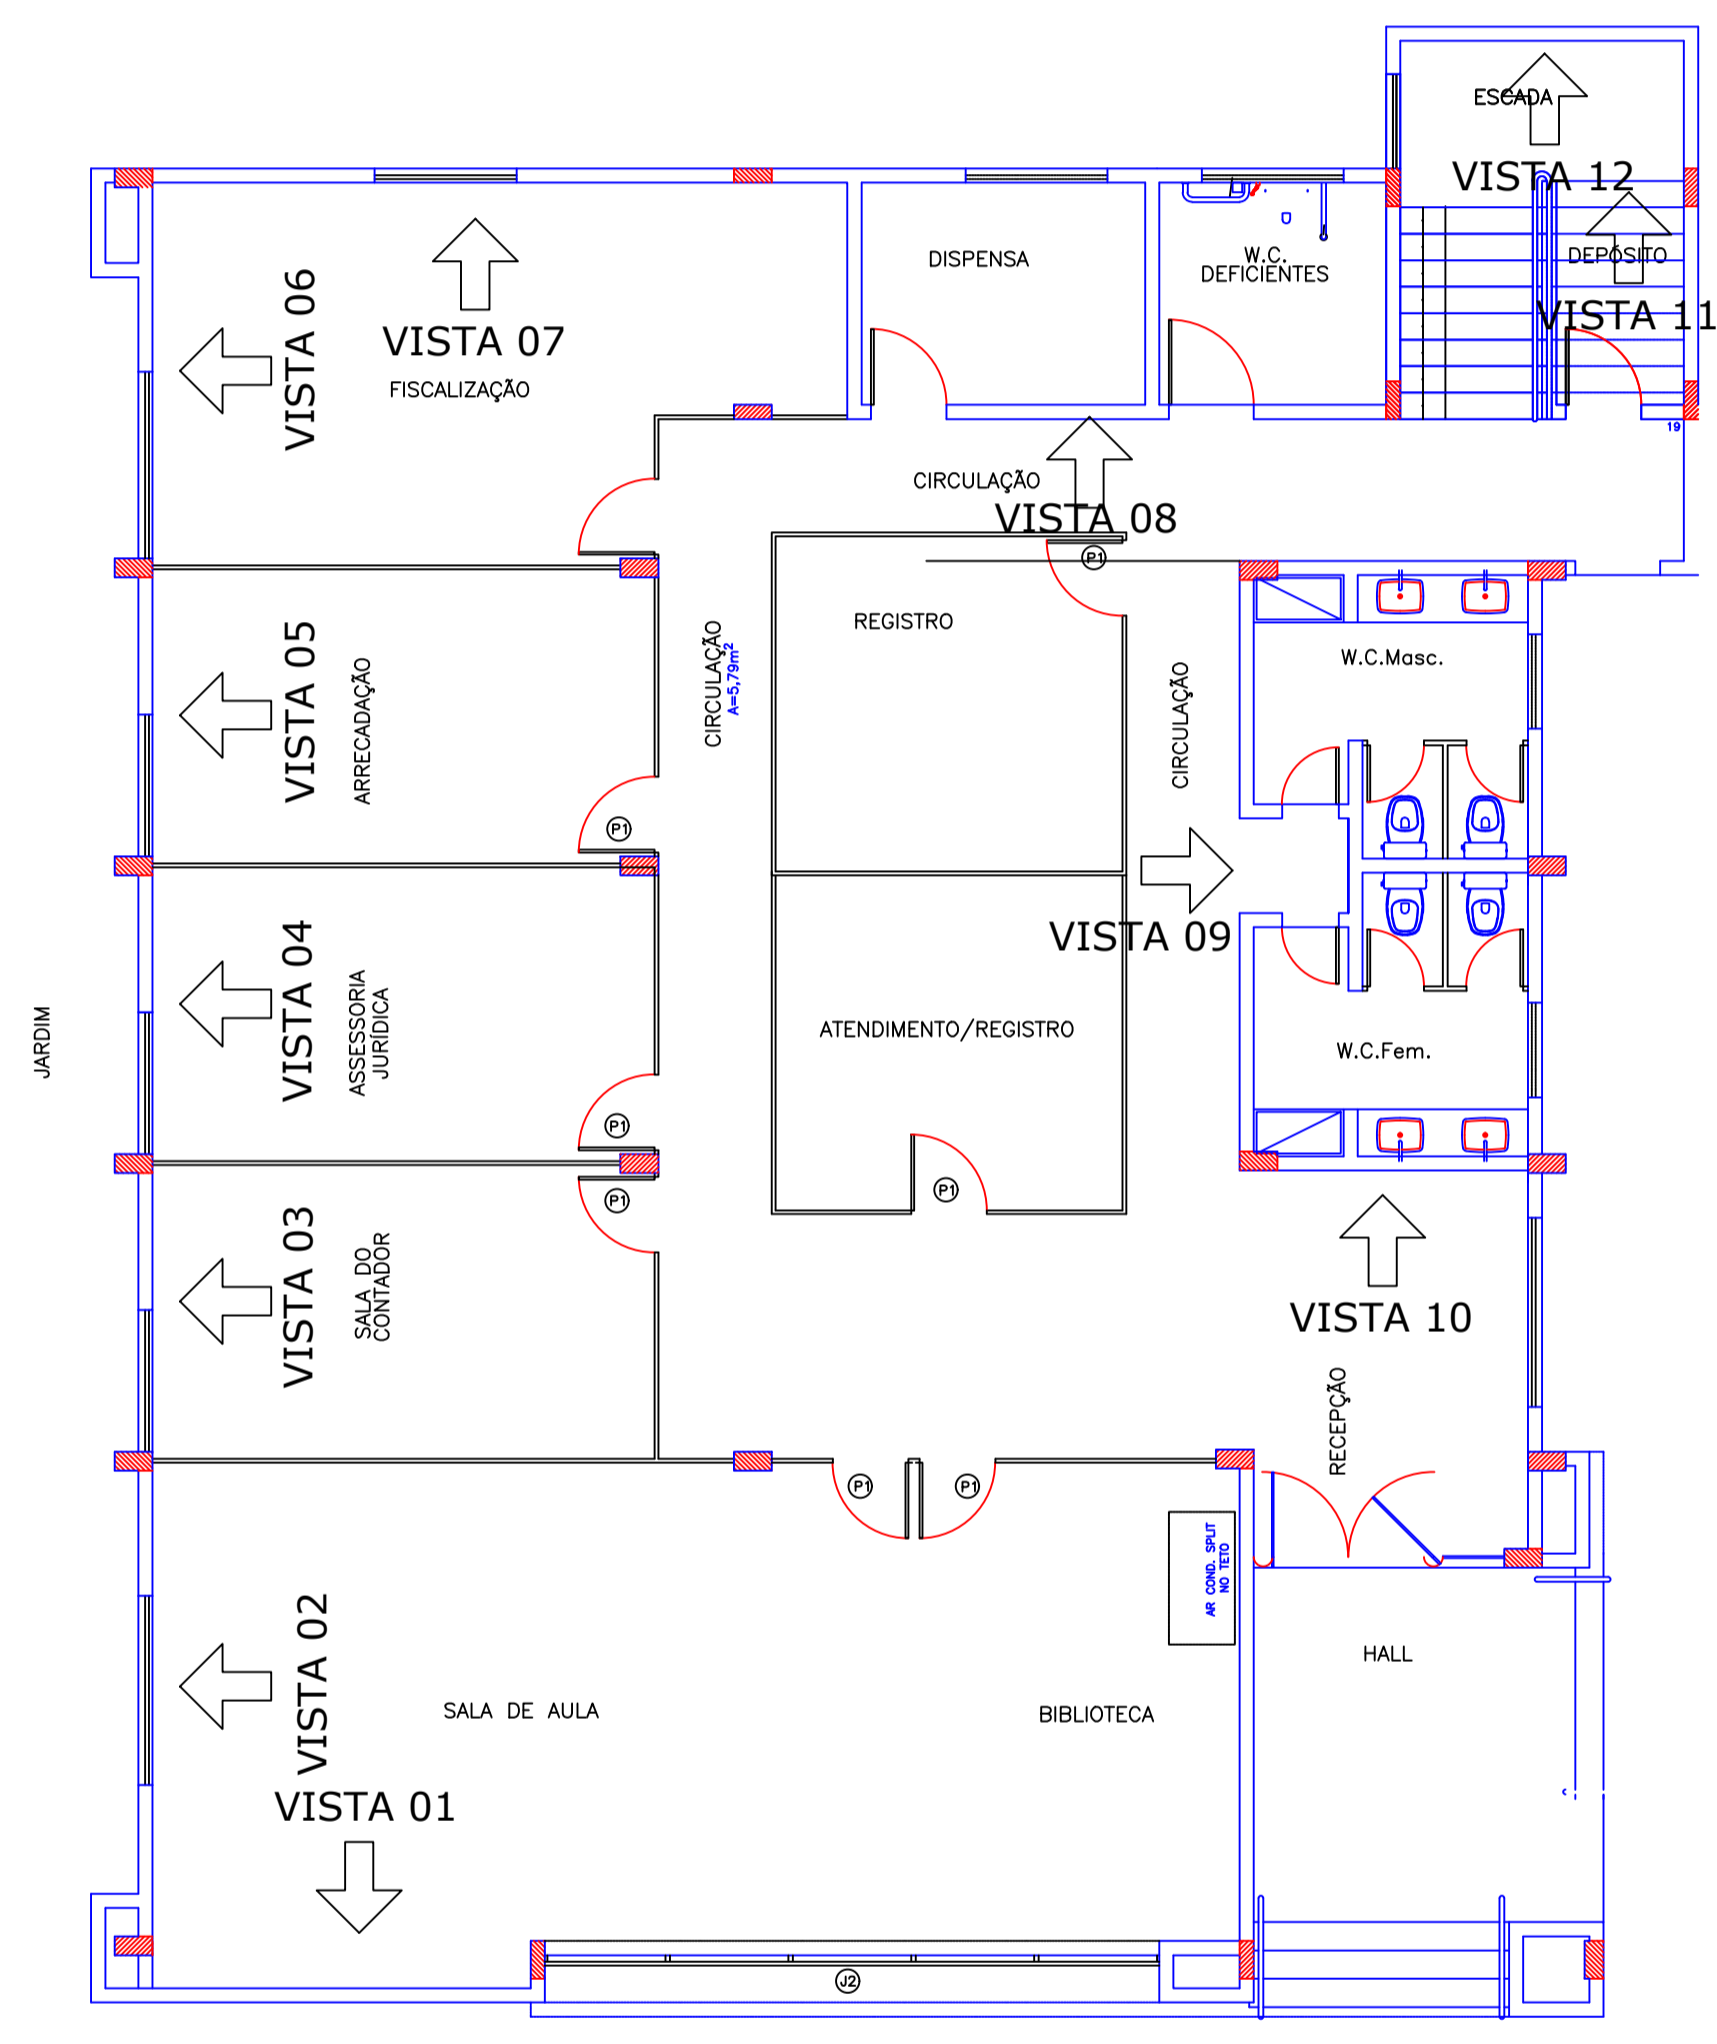 ESCADA
VISTA 12
DEPÓSITO
VISTA 11
19
DISPENSA
W.C.
DEFICIENTES
VISTA 06
VISTA 07
FISCALIZAÇÃO
CIRCULAÇÃO
VISTA 08
P1
REGISTRO
W.C.Masc.
VISTA 05
ARRECADAÇÃO
P1
CIRCULAÇÃO
A=5,79m²
CIRCULAÇÃO
VISTA 09
JARDIM
VISTA 04
ASSESSORIA
JURÍDICA
P1
ATENDIMENTO/REGISTRO
W.C.Fem.
P1
P1
VISTA 03
SALA DO
CONTADOR
VISTA 10
RECEPÇÃO
P1
P1
AR COND. SPLIT
NO TETO
VISTA 02
SALA DE AULA
BIBLIOTECA
HALL
VISTA 01
J2